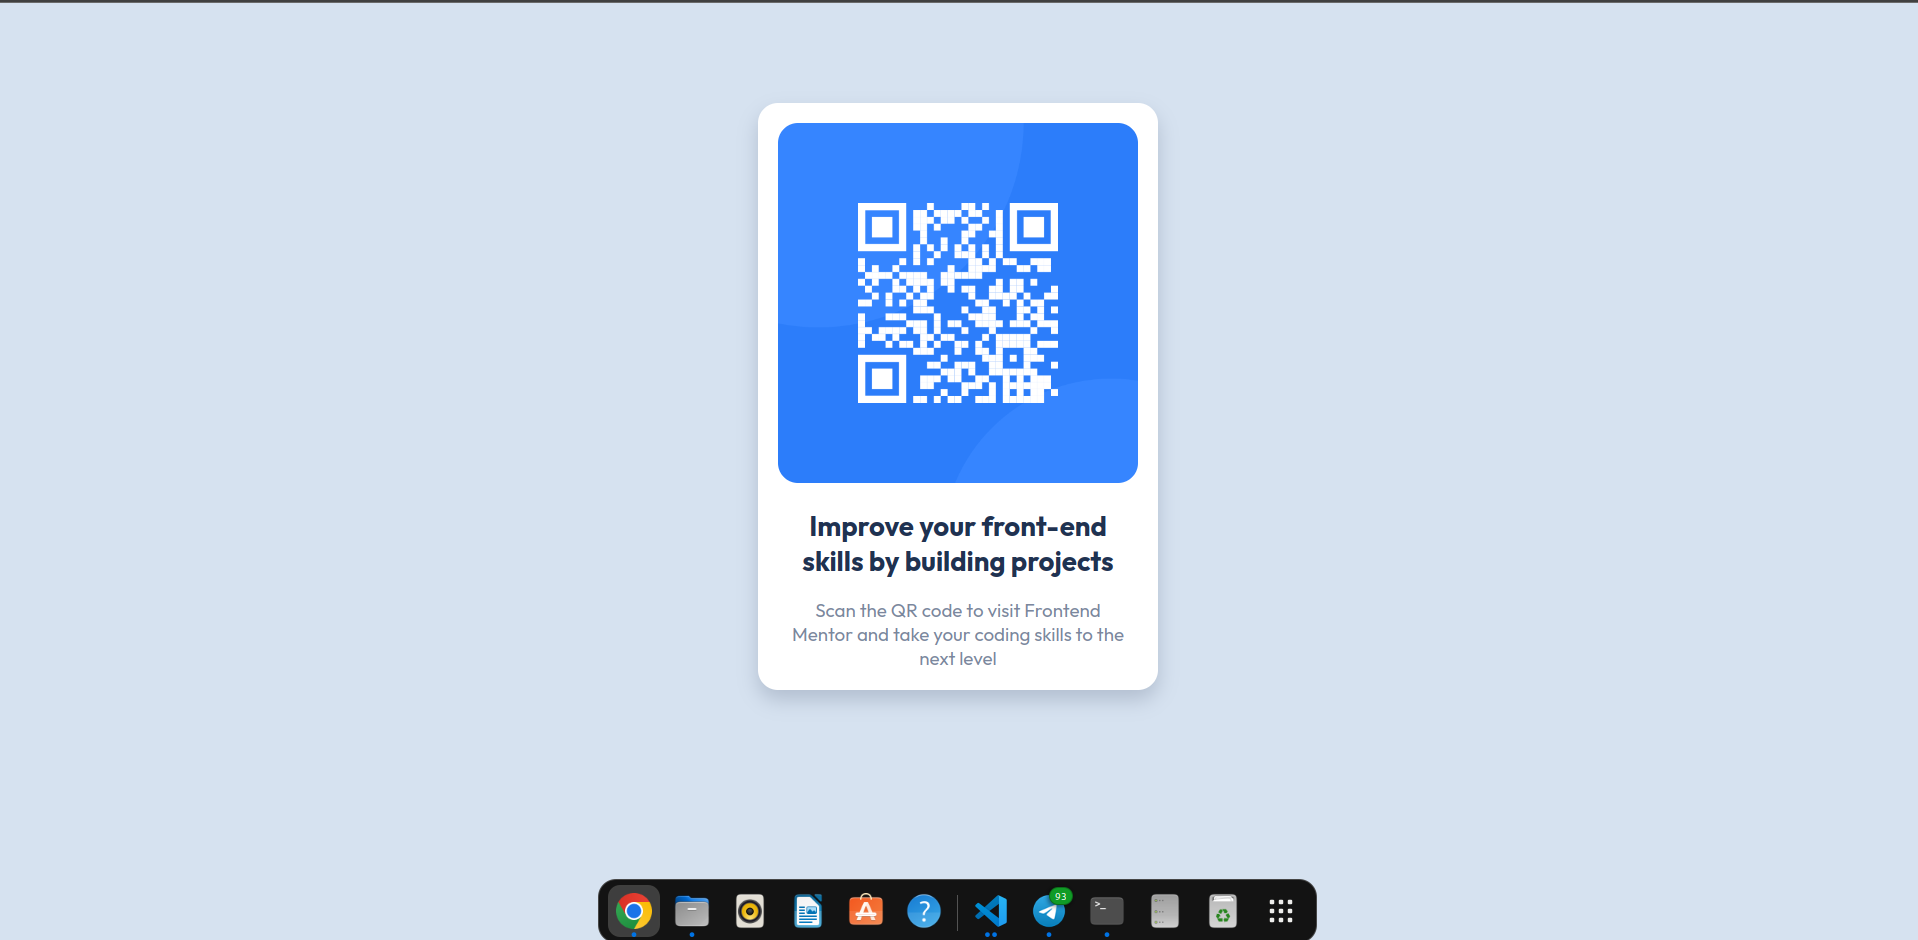 Improve your front-end
skills by building projects
Scan the QR code to visit Frontend
Mentor and take your coding skills to the
next level
?
93
>_